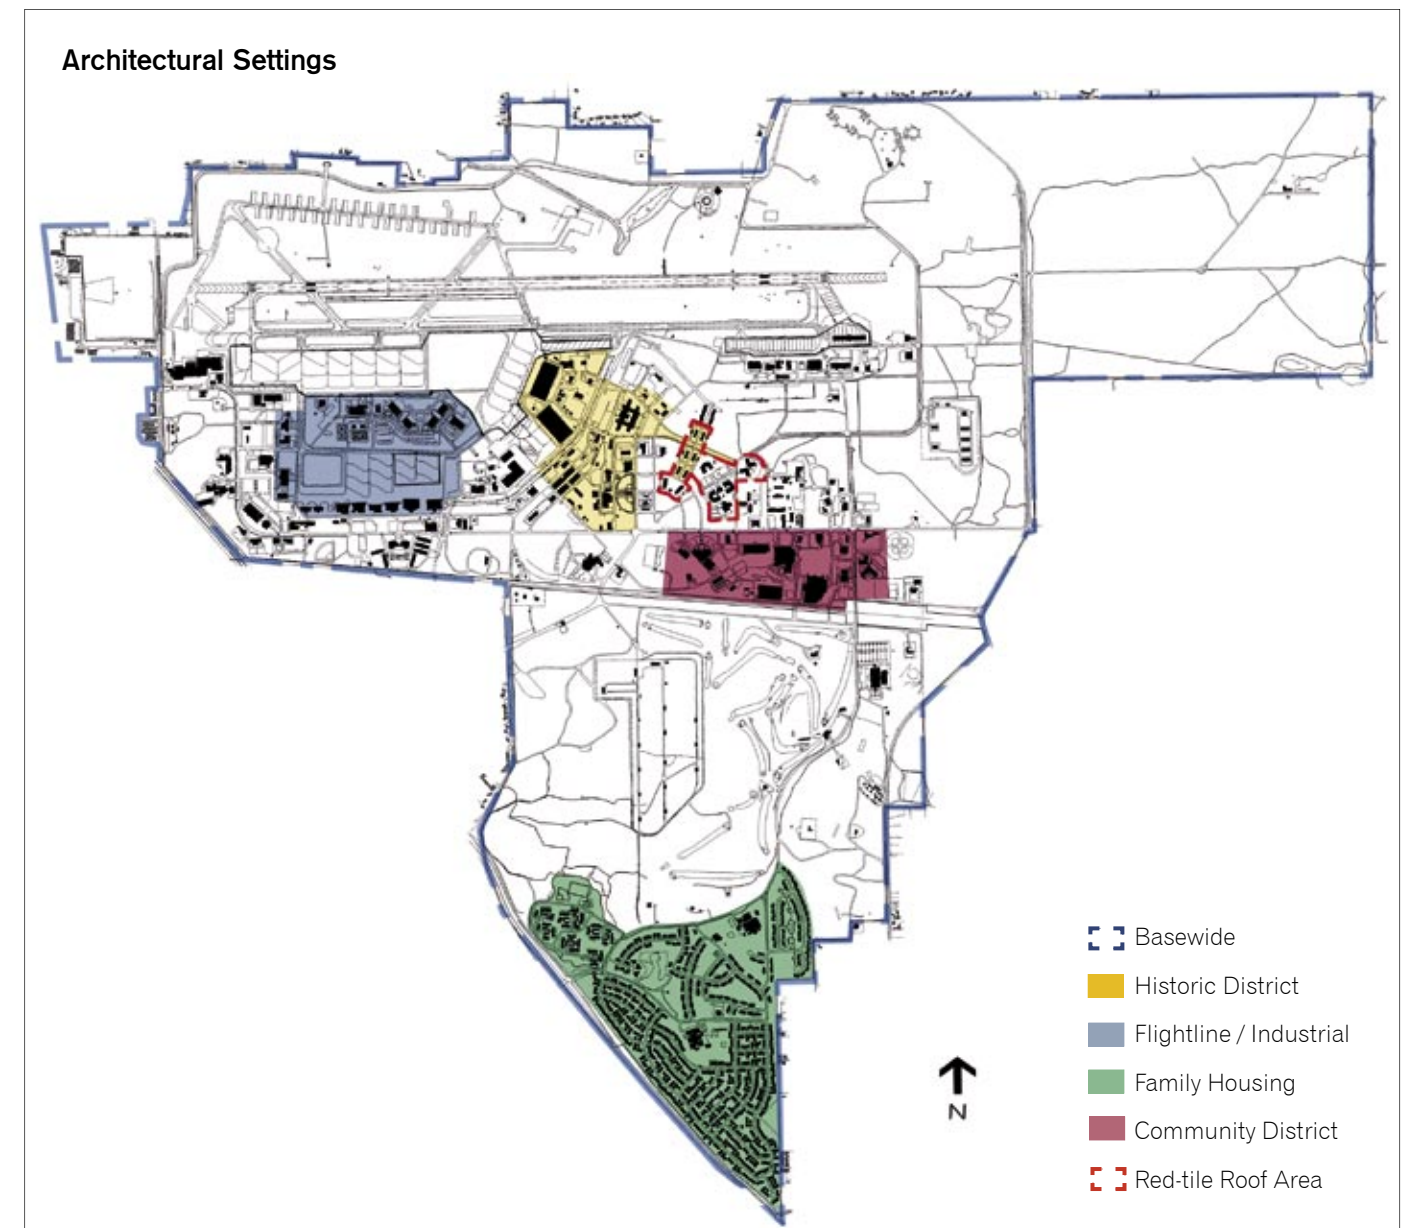 Architectural Settings
Basewide
Historic District
Flightline / Industrial
Family Housing
Community District
Red-tile Roof Area
N